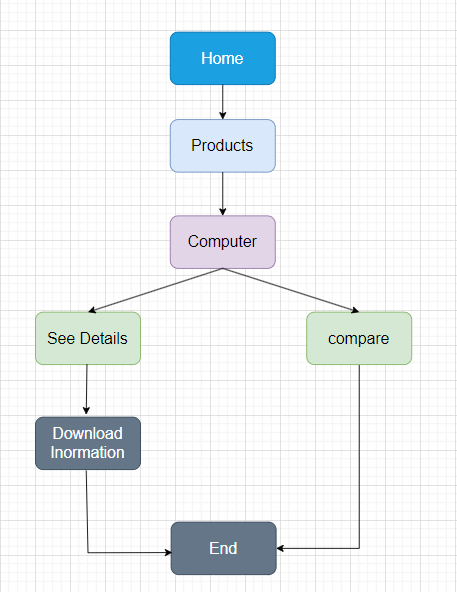 Home
Products
Computer
See Details
compare
Download
Inormation
End